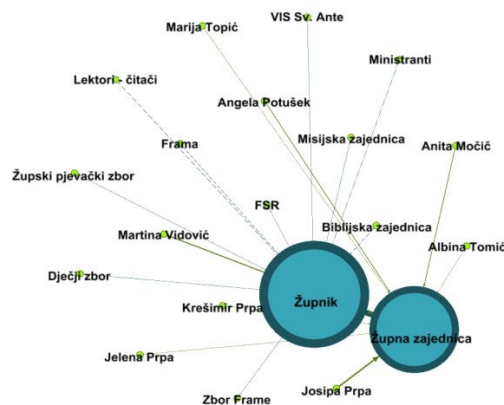 VIS Sv. Ante
Marija Topić
Ministranti
Lektori - čitači
Angela Potušek
Misijska zajednica
Frama
Anita Močič
Župski pjevački zbor
FSR
Biblijska zajednica
Martina Vidović
Albina Tomić
Dječji zbor
Župnik
Krešimir Prpa
Župna zajednica
Jelena Prpa
Josipa Prpa
Zbor Frame